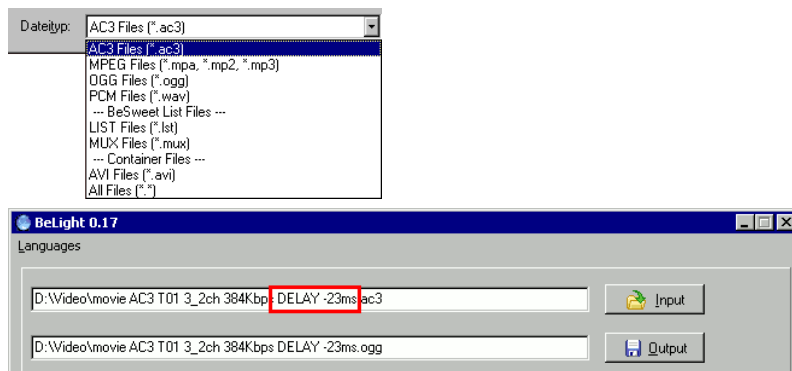 Dateityp: AC3 Files (*.ac3)
AC3 Files (*.ac3)
MPEG Files (*.mpa, *.mp2, *.mp3)
OGG Files (*.ogg)
PCM Files (*.wav)
--- BeSweet List Files ---
LIST Files (*.lst)
MUX Files (*.mux)
--- Container Files ---
AVI Files (*.avi)
All Files (*.*)
BeLight 0.17
Languages
D:\Video\movie AC3 T01 3_2ch 384Kbps DELAY -23ms.ac3 Input
D:\Video\movie AC3 T01 3_2ch 384Kbps DELAY -23ms.ogg Output